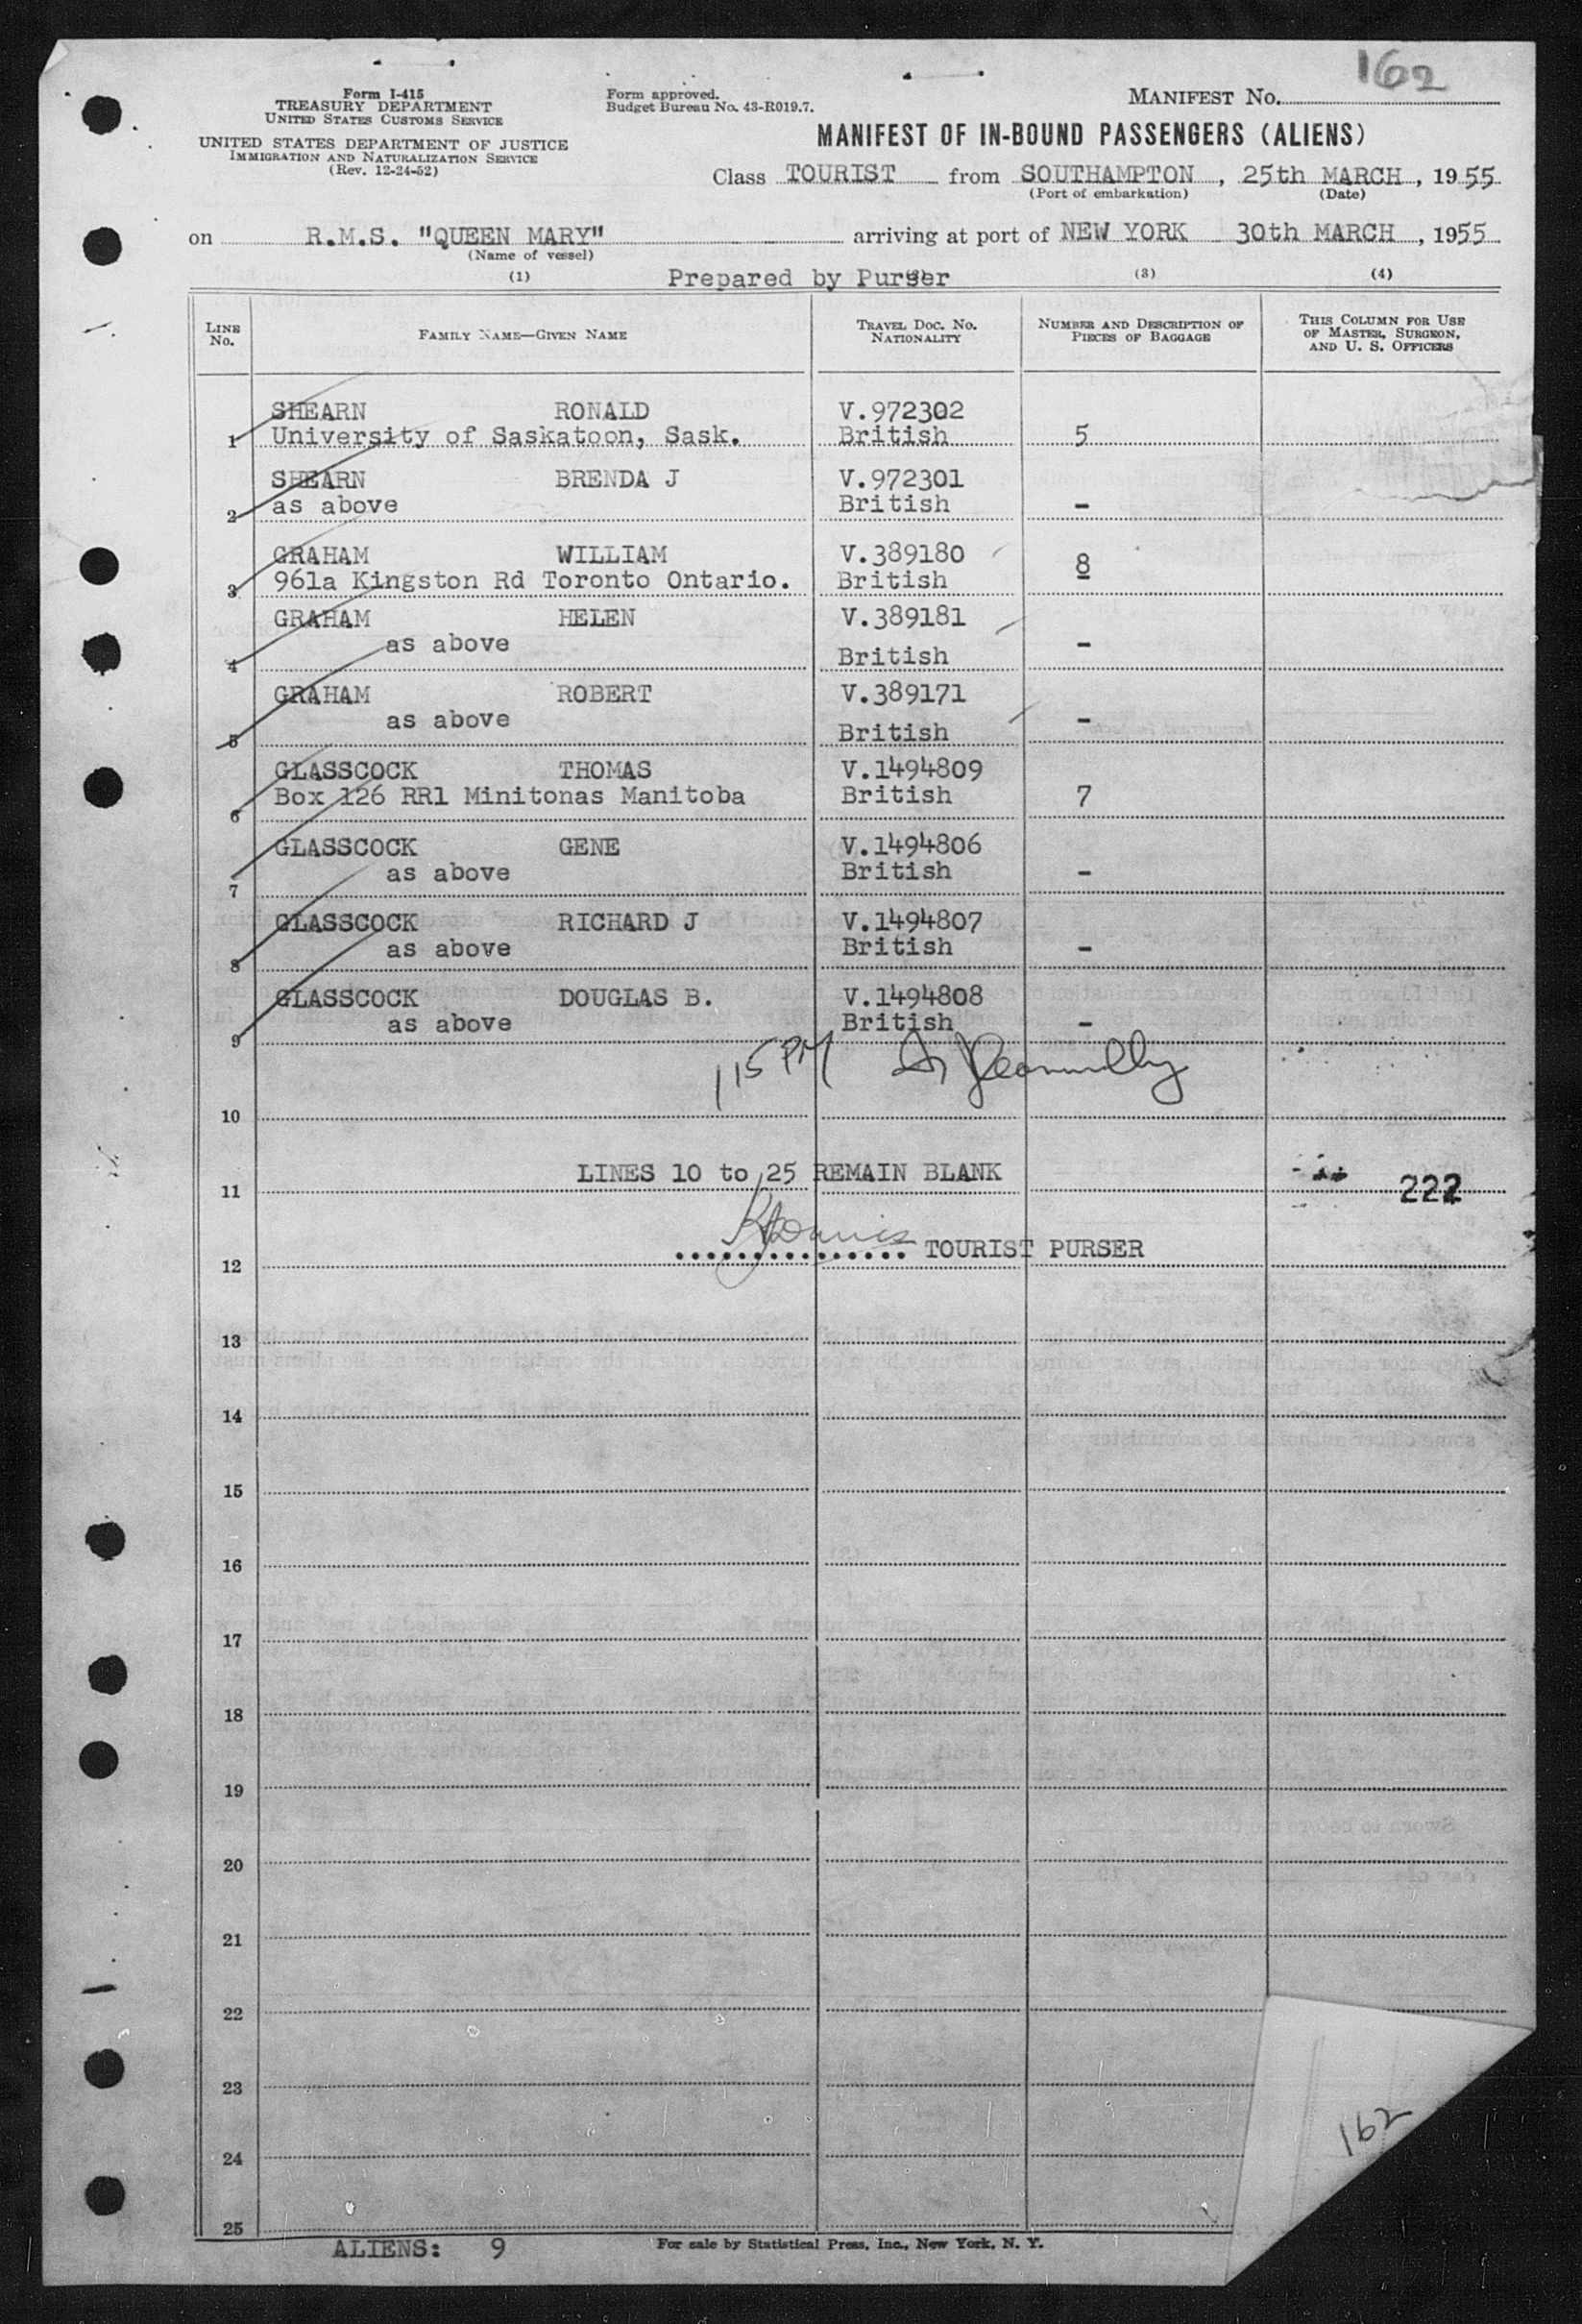 162
Form I-415
TREASURY DEPARTMENT
UNITED STATES CUSTOMS SERVICE
UNITED STATES DEPARTMENT OF JUSTICE
IMMIGRATION AND NATURALIZATION SERVICE
(Rev. 12-24-52)
Form approved.
Budget Bureau No. 43-R019.7.
MANIFEST No.
MANIFEST OF IN-BOUND PASSENGERS (ALIENS)
Class TOURIST from SOUTHAMPTON, 25th MARCH, 1955
(Port of embarkation) (Date)
on R.M.S. "QUEEN MARY" arriving at port of NEW YORK 30th MARCH, 1955
(Name of vessel)
(1) Prepared by Purser (3) (4)
LINE No. FAMILY NAME—GIVEN NAME TRAVEL DOC. No. NATIONALITY NUMBER AND DESCRIPTION OF PIECES OF BAGGAGE THIS COLUMN FOR USE OF MASTER, SURGEON, AND U. S. OFFICERS
SHEARN RONALD V.972302
1 University of Saskatoon, Sask. British 5
SHEARN BRENDA J V.972301
2 as above British -
GRAHAM WILLIAM V.389180 8
3 961a Kingston Rd Toronto Ontario. British
GRAHAM HELEN V.389181
as above -
4 British
GRAHAM ROBERT V.389171
as above -
5 British
GLASSCOCK THOMAS V.1494809
Box 126 RR1 Minitonas Manitoba British 7
6
GLASSCOCK GENE V.1494806
as above British -
7
GLASSCOCK RICHARD J V.1494807
as above British -
8
GLASSCOCK DOUGLAS B. V.1494808
as above British -
9
115 PM
10
LINES 10 to 25 REMAIN BLANK
11 222
TOURIST PURSER
12
13
14
15
16
17
18
19
20
21
22
23
162
24
25
ALIENS: 9 For sale by Statistical Press, Inc., New York, N. Y.